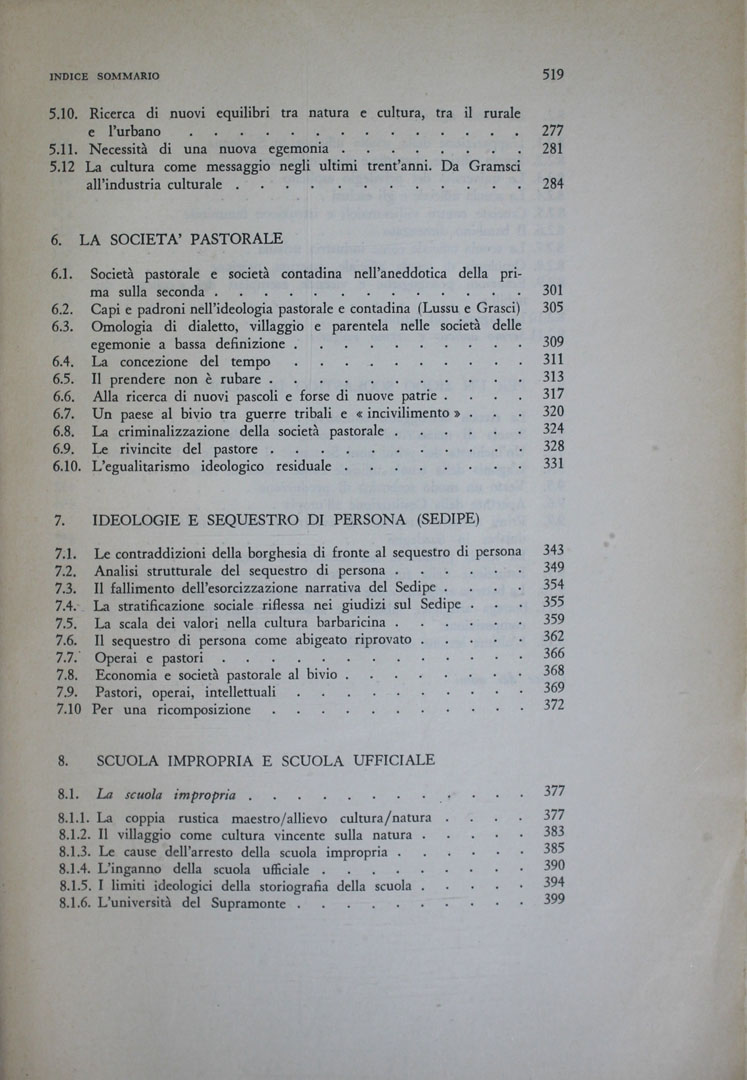 INDICE SOMMARIO 519
5.10. Ricerca di nuovi equilibri tra natura e cultura, tra il rurale
e l'urbano . . . . . . . . . . . . . . 277
5.11. Necessità di una nuova egemonia . . . . . . . . 281
5.12 La cultura come messaggio negli ultimi trent'anni. Da Gramsci
all'industria culturale . . . . . . . . . . . . 284
6. LA SOCIETA' PASTORALE
6.1. Società pastorale e società contadina nell'aneddotica della pri-
ma sulla seconda . . . . . . . . . . . . . 301
6.2. Capi e padroni nell'ideologia pastorale e contadina (Lussu e Grasci) 305
6.3. Omologia di dialetto, villaggio e parentela nelle società delle
egemonie a bassa definizione . . . . . . . . . . 309
6.4. La concezione del tempo . . . . . . . . . . 311
6.5. Il prendere non è rubare . . . . . . . . . . . 313
6.6. Alla ricerca di nuovi pascoli e forse di nuove patrie . . . . 317
6.7. Un paese al bivio tra guerre tribali e « incivilimento » . . . 320
6.8. La criminalizzazione della società pastorale . . . . . . 324
6.9. Le rivincite del pastore . . . . . . . . . . . 328
6.10. L'egualitarismo ideologico residuale . . . . . . . . 331
7. IDEOLOGIE E SEQUESTRO DI PERSONA (SEDIPE)
7.1. Le contraddizioni della borghesia di fronte al sequestro di persona 343
7.2. Analisi strutturale del sequestro di persona . . . . . . 349
7.3. Il fallimento dell'esorcizzazione narrativa del Sedipe . . . . 354
7.4. La stratificazione sociale riflessa nei giudizi sul Sedipe . . . 355
7.5. La scala dei valori nella cultura barbaricina . . . . . . 359
7.6. Il sequestro di persona come abigeato riprovato . . . . . 362
7.7. Operai e pastori . . . . . . . . . . . . . 366
7.8. Economia e società pastorale al bivio . . . . . . . . 368
7.9. Pastori, operai, intellettuali . . . . . . . . . . 369
7.10 Per una ricomposizione . . . . . . . . . . . 372
8. SCUOLA IMPROPRIA E SCUOLA UFFICIALE
8.1. La scuola impropria . . . . . . . . . . . . 377
8.1.1. La coppia rustica maestro/allievo cultura/natura . . . . 377
8.1.2. Il villaggio come cultura vincente sulla natura . . . . . 383
8.1.3. Le cause dell'arresto della scuola impropria . . . . . . 385
8.1.4. L'inganno della scuola ufficiale . . . . . . . . . 390
8.1.5. I limiti ideologici della storiografia della scuola . . . . . 394
8.1.6. L'università del Supramonte . . . . . . . . . . 399